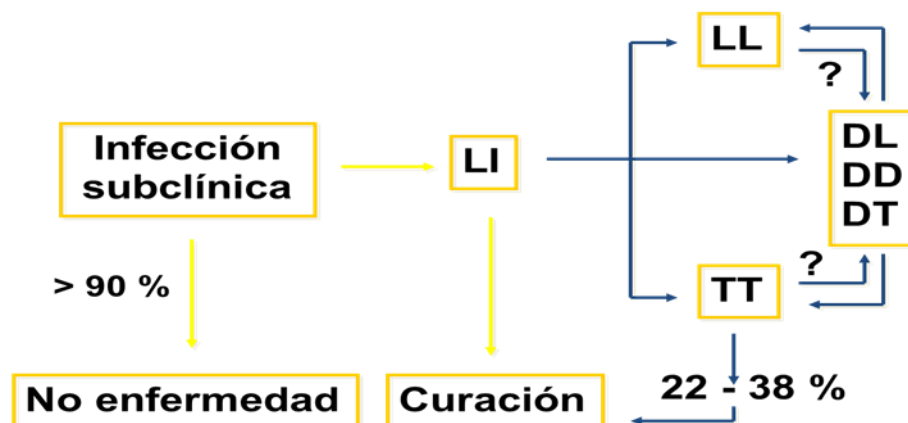 LL
?
Infección
subclínica
LI
DL
DD
DT
?
> 90 %
TT
No enfermedad
Curación
22 - 38 %